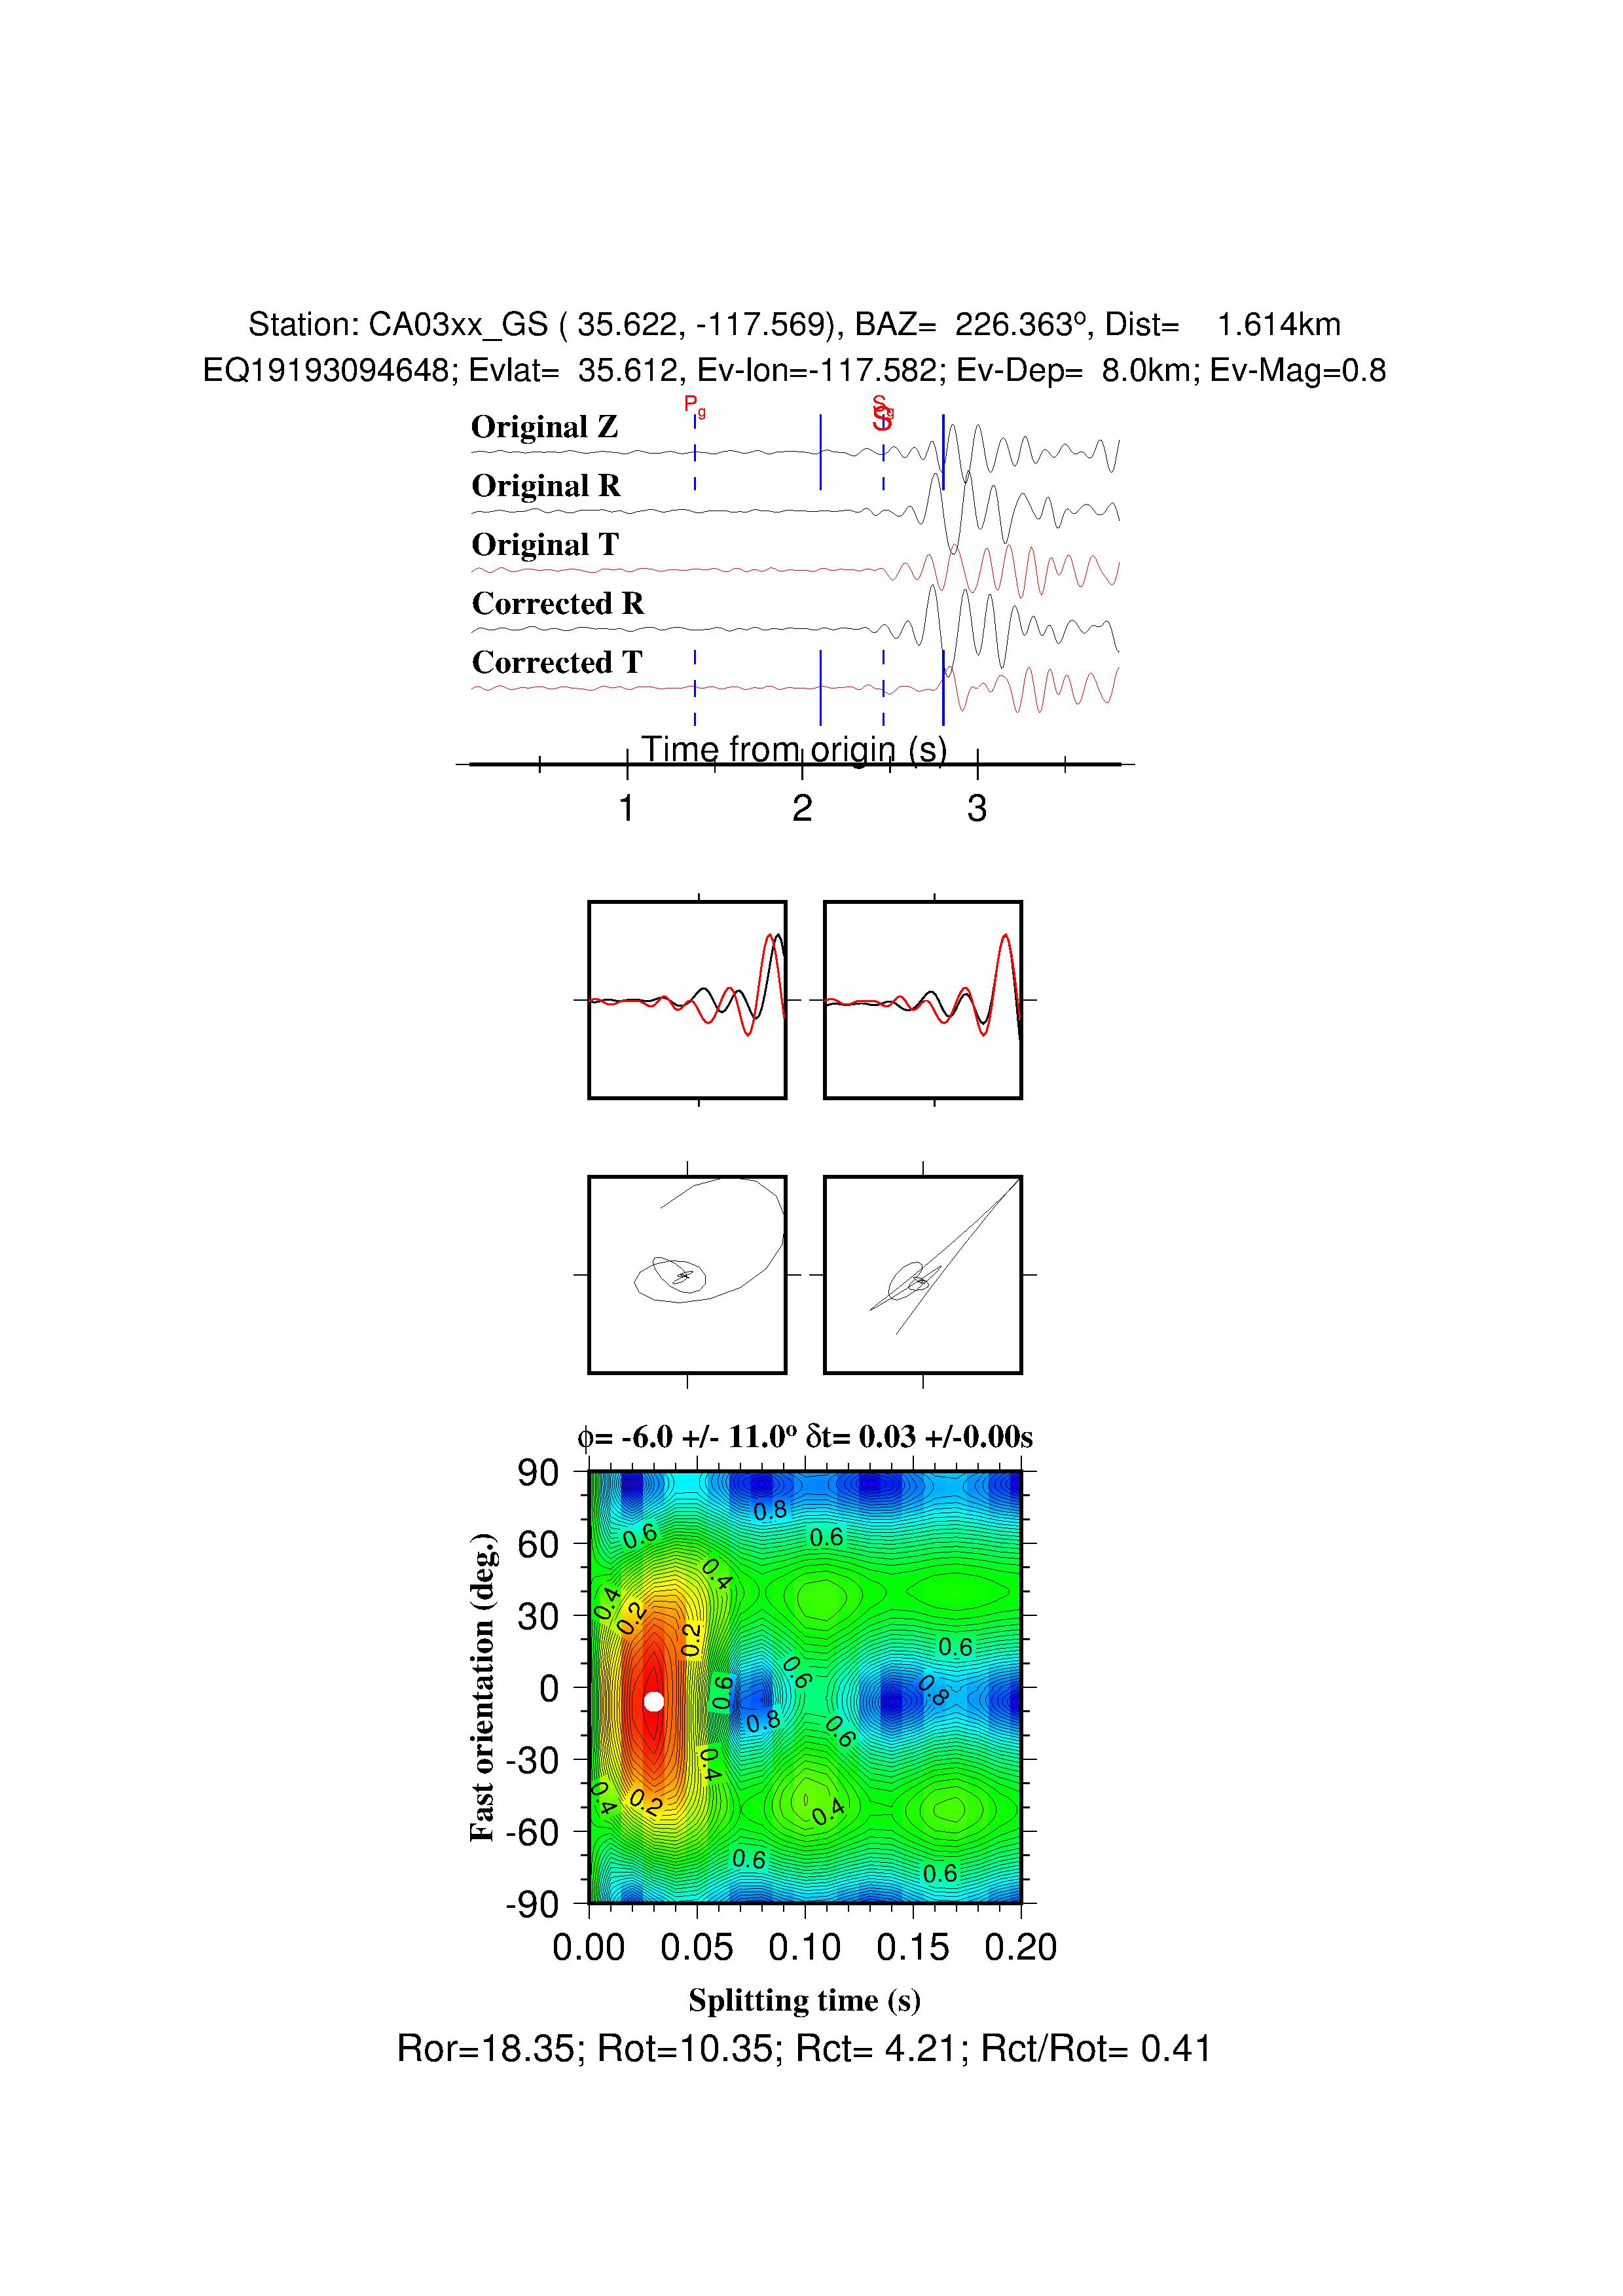 Station: CA03xx_GS ( 35.622, -117.569), BAZ= 226.363º, Dist= 1.614km
EQ19193094648; Evlat= 35.612, Ev-lon=-117.582; Ev-Dep= 8.0km; Ev-Mag=0.8
Pg Sg
S
Original Z
Original R
Original T
Corrected R
Corrected T
Time from origin (s)
1 2 3
ϕ= -6.0 +/- 11.0º δt= 0.03 +/-0.00s
Fast orientation (deg.)
90
60
30
0
-30
-60
-90
0.8
0.6
0.6
0.4
0.4
0.2
0.2
0.6
0.6
0.6
0.8
0.8
0.6
0.4
0.4
0.2
0.4
0.6
0.6
0.00 0.05 0.10 0.15 0.20
Splitting time (s)
Ror=18.35; Rot=10.35; Rct= 4.21; Rct/Rot= 0.41